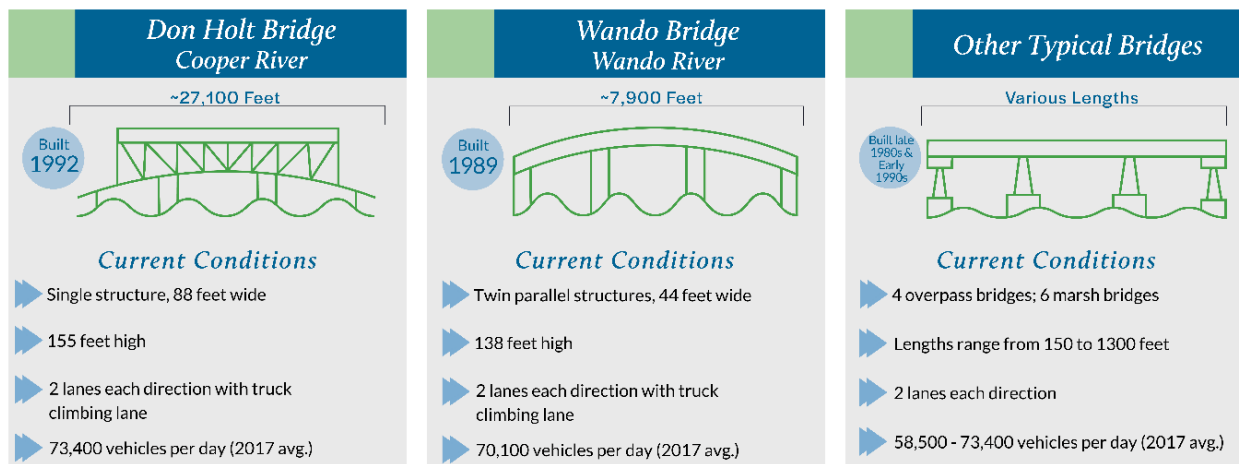 Don Holt Bridge
Cooper River
~27,100 Feet
Built
1992
Current Conditions
Single structure, 88 feet wide
155 feet high
2 lanes each direction with truck
climbing lane
73,400 vehicles per day (2017 avg.)
Wando Bridge
Wando River
~7,900 Feet
Built
1989
Current Conditions
Twin parallel structures, 44 feet wide
138 feet high
2 lanes each direction with truck
climbing lane
70,100 vehicles per day (2017 avg.)
Other Typical Bridges
Various Lengths
Built late
1980s &
Early
1990s
Current Conditions
4 overpass bridges; 6 marsh bridges
Lengths range from 150 to 1300 feet
2 lanes each direction
58,500 - 73,400 vehicles per day (2017 avg.)